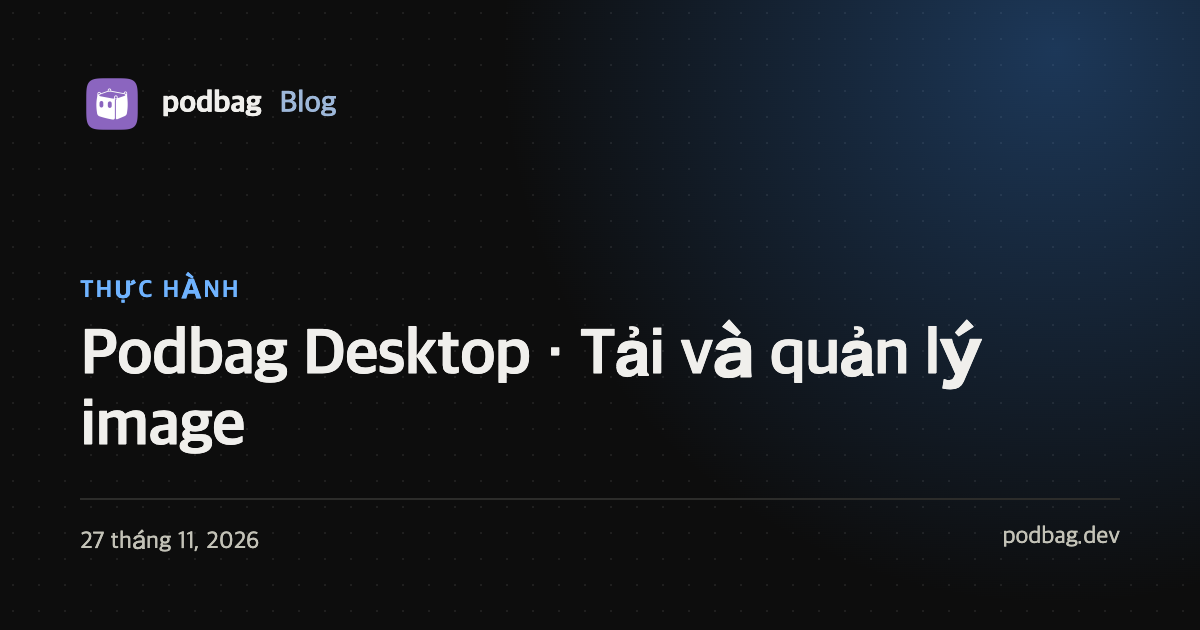 podbag Blog
THỰC HÀNH
Podbag Desktop · Tải và quản lý
image
27 tháng 11, 2026
podbag.dev